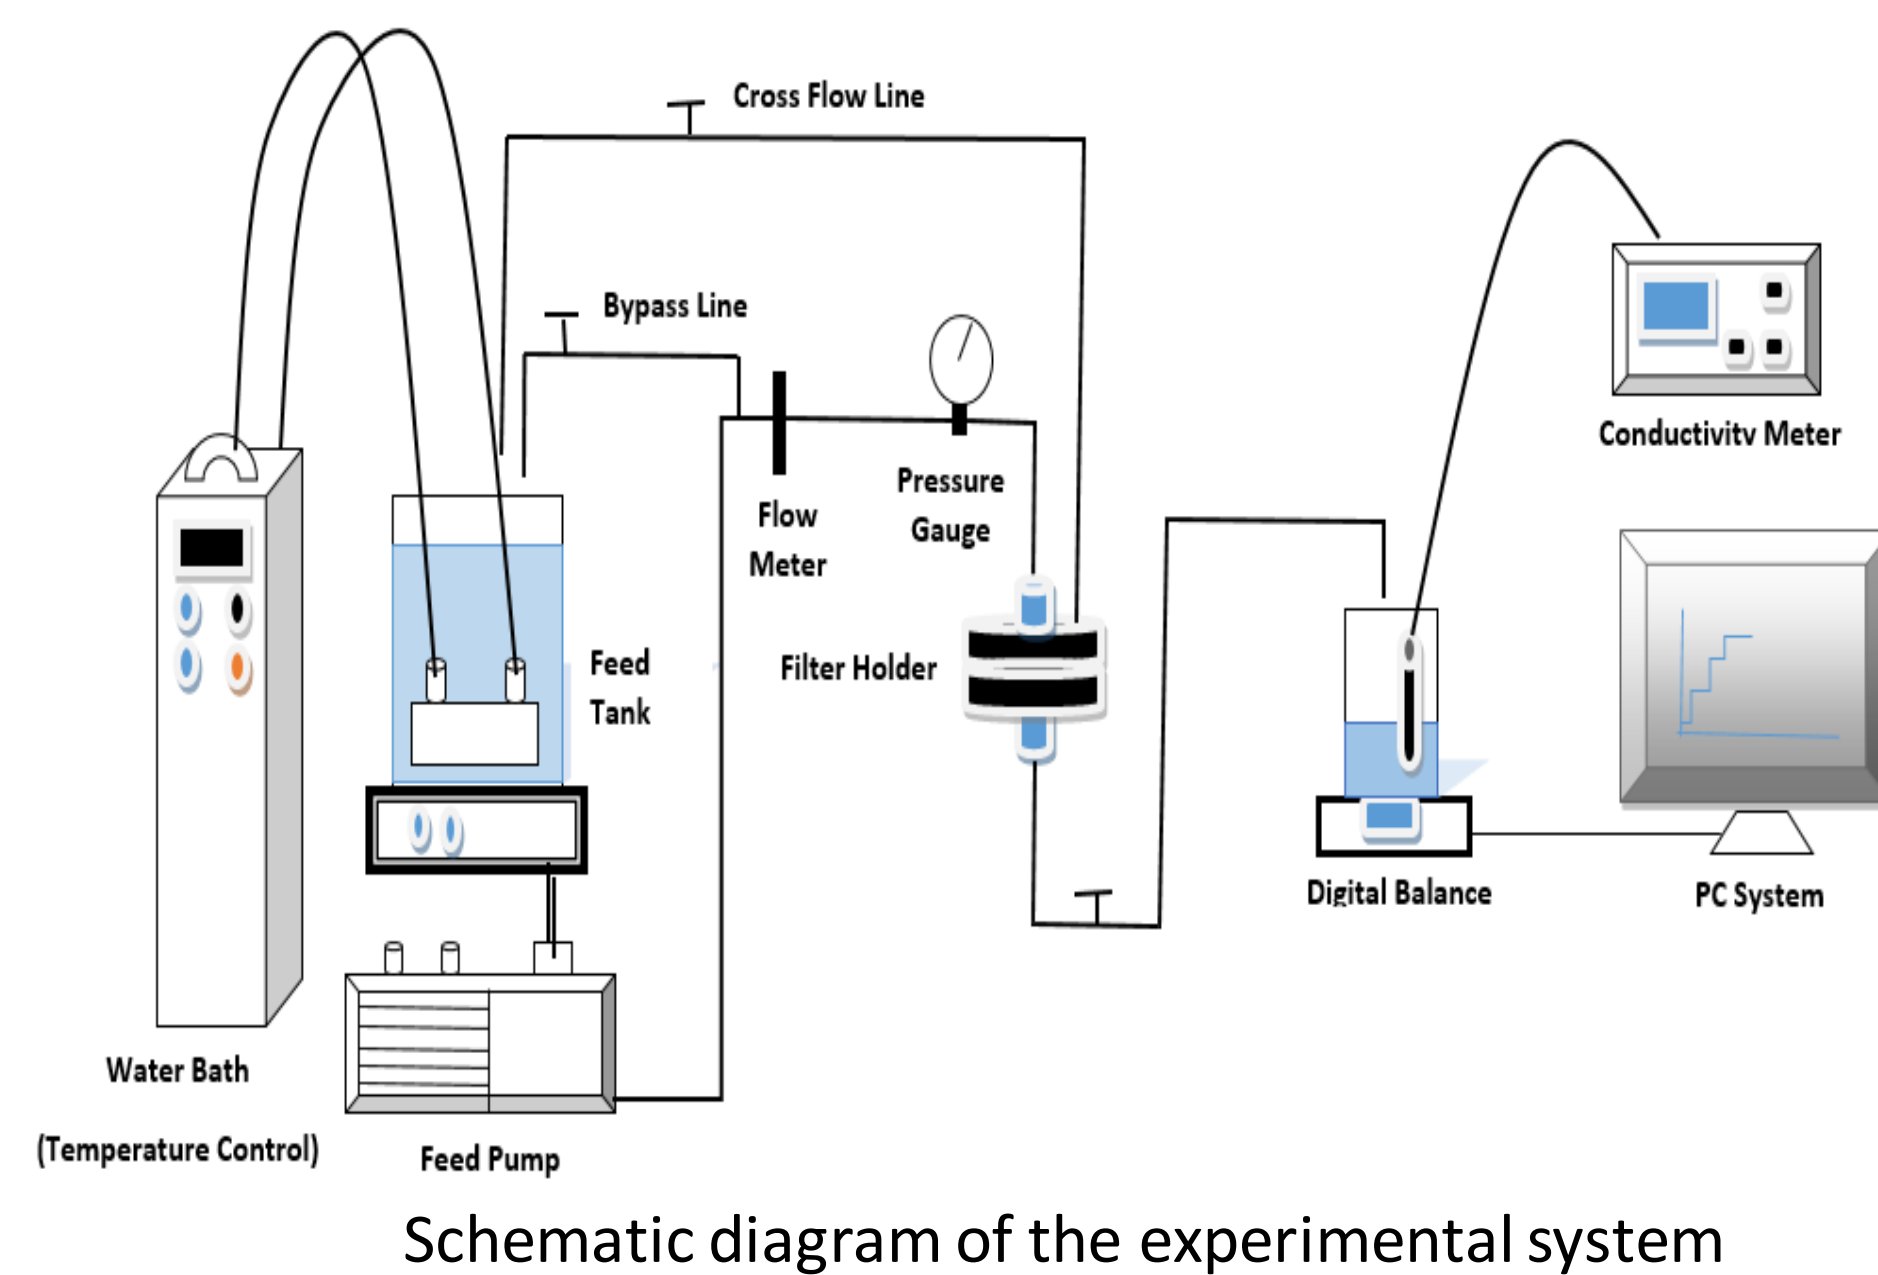 Cross Flow Line
Bypass Line
Flow
Meter
Pressure
Gauge
Conductivity Meter
Feed
Tank
Filter Holder
Digital Balance
PC System
Water Bath
(Temperature Control)
Feed Pump
Schematic diagram of the experimental system